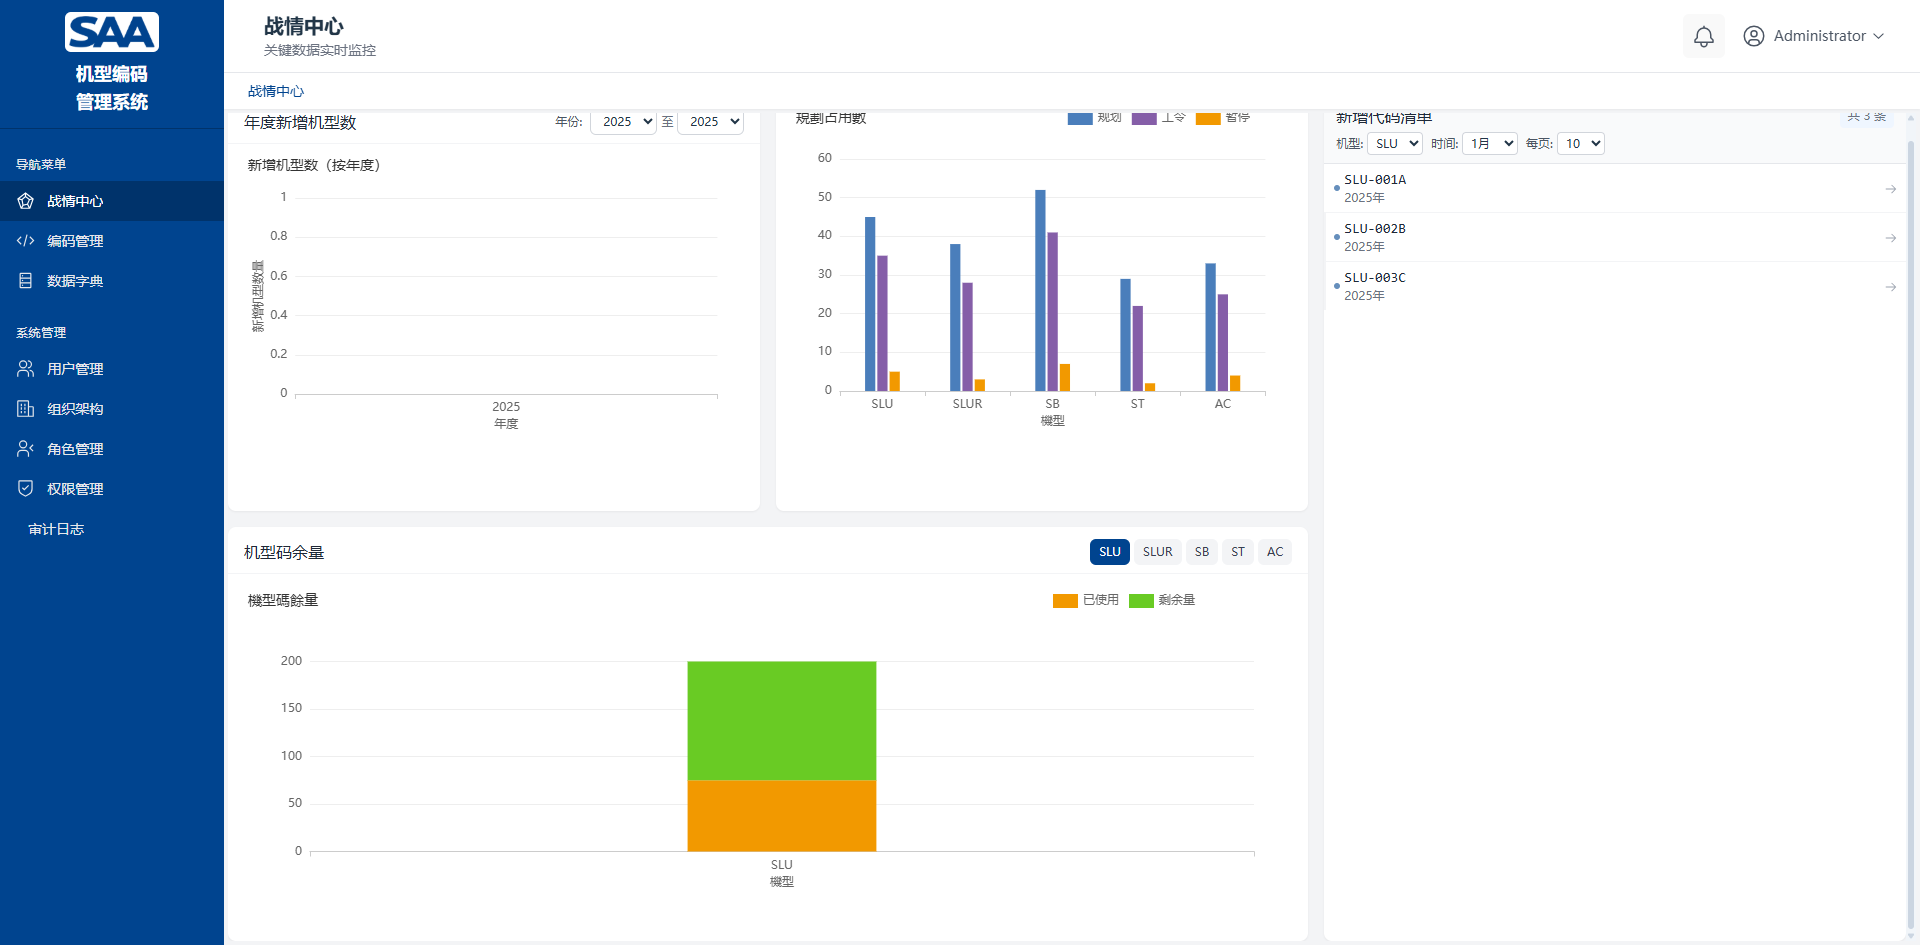 SAA
机型编码
管理系统
导航菜单
战情中心
编码管理
数据字典
系统管理
用户管理
组织架构
角色管理
权限管理
审计日志
战情中心
关键数据实时监控
Administrator
战情中心
年度新增机型数
年份: 2025 至 2025
新增机型数（按年度）
1
0.8
0.6
0.4
0.2
0
新增机型数量
2025
年度
規劃占用數
规划 工令 暂停
60
50
40
30
20
10
0
SLU SLUR SB ST AC
機型
新增代码清单
共 3 条
机型: SLU 时间: 1月 每页: 10
SLU-001A
2025年
SLU-002B
2025年
SLU-003C
2025年
机型码余量
SLU SLUR SB ST AC
機型碼餘量
已使用 剩余量
200
150
100
50
0
SLU
機型